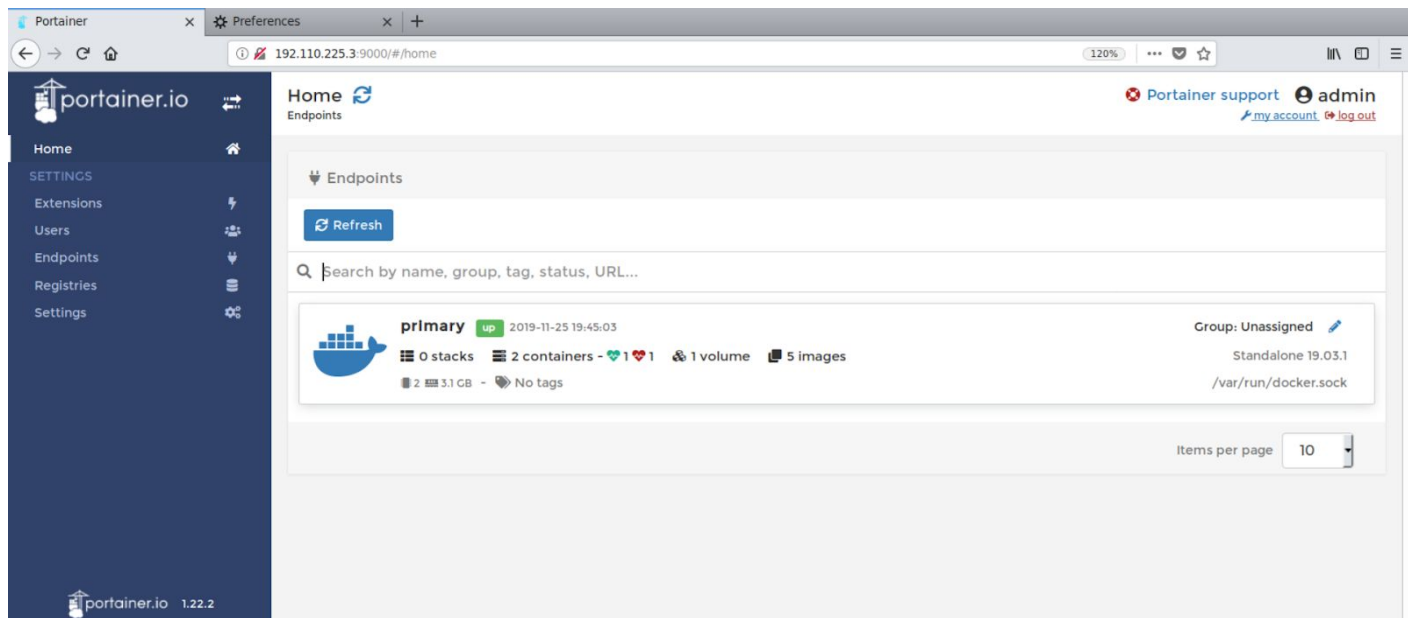 Portainer
Preferences
192.110.225.3:9000/#/home
120%
portainer.io
Home
SETTINGS
Extensions
Users
Endpoints
Registries
Settings
portainer.io 1.22.2
Home
Endpoints
Portainer support admin
my account log out
Endpoints
Refresh
Search by name, group, tag, status, URL...
primary up 2019-11-25 19:45:03
Group: Unassigned
0 stacks 2 containers - 1 1 1 volume 5 images
Standalone 19.03.1
2 3.1 GB - No tags
/var/run/docker.sock
Items per page 10